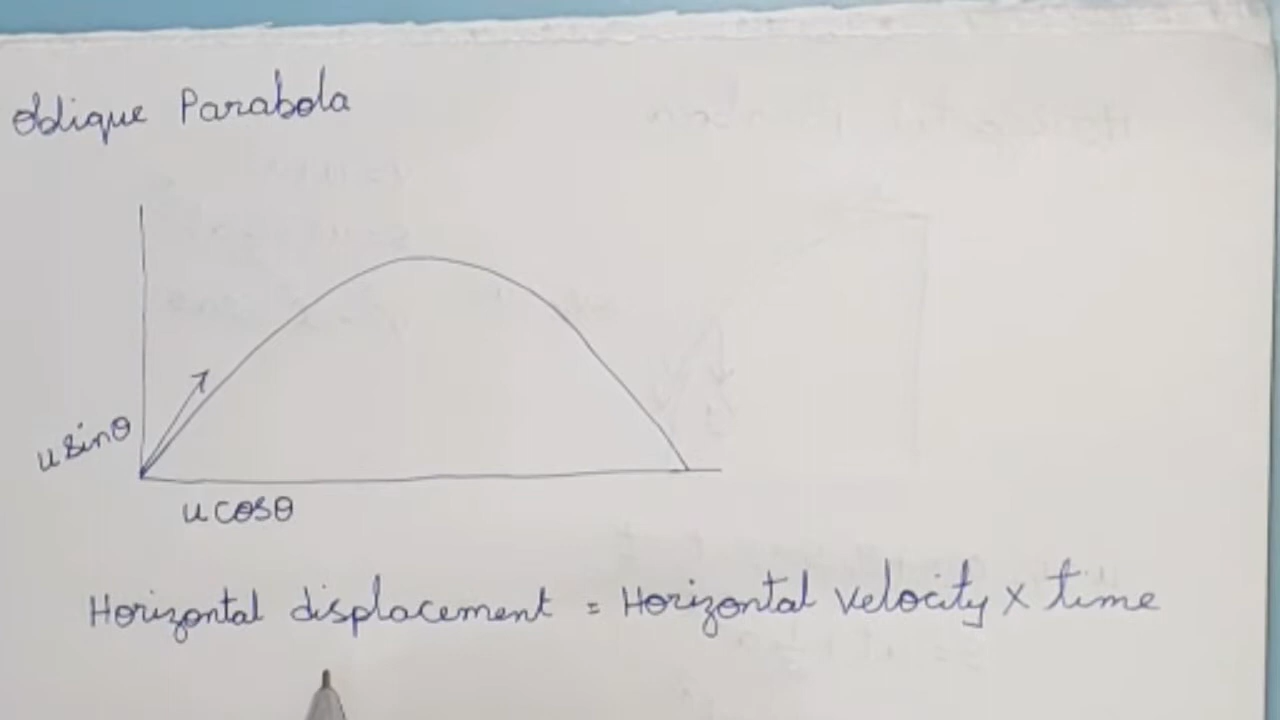 Oblique Parabola
u sinθ
u cosθ
Horizontal displacement = Horizontal velocity × time